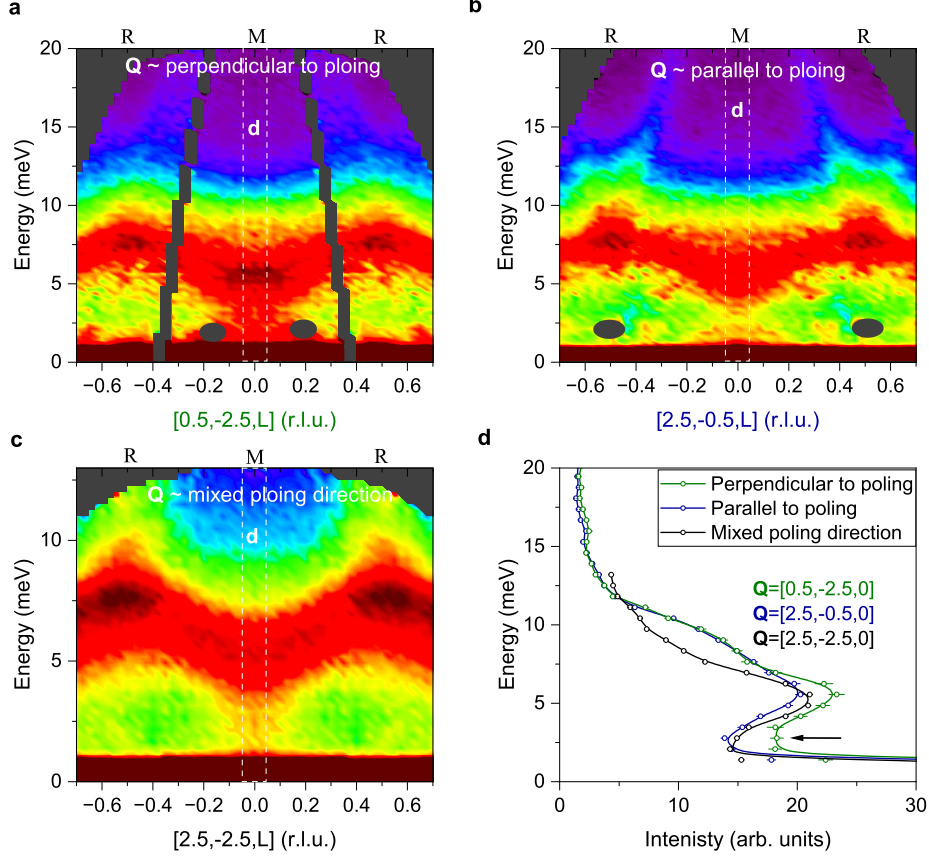 a
R M R
Q ~ perpendicular to ploing
d
20
15
10
5
0
Energy (meV)
−0.6 −0.4 −0.2 0.0 0.2 0.4 0.6
[0.5,-2.5,L] (r.l.u.)
b
R M R
Q ~ parallel to ploing
d
20
15
10
5
0
Energy (meV)
−0.6 −0.4 −0.2 0.0 0.2 0.4 0.6
[2.5,-0.5,L] (r.l.u.)
c
R M R
Q ~ mixed ploing direction
d
10
5
0
Energy (meV)
−0.6 −0.4 −0.2 0.0 0.2 0.4 0.6
[2.5,-2.5,L] (r.l.u.)
d
20
15
10
5
0
Energy (meV)
Perpendicular to poling
Parallel to poling
Mixed poling direction
Q=[0.5,-2.5,0]
Q=[2.5,-0.5,0]
Q=[2.5,-2.5,0]
0 10 20 30
Intenisty (arb. units)